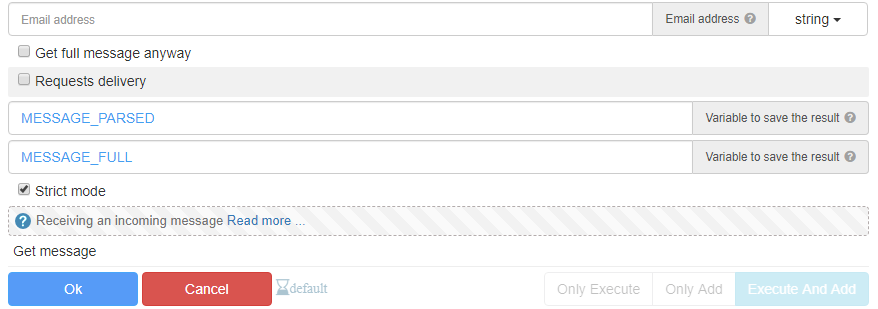 Email address Email address string
Get full message anyway
Requests delivery
MESSAGE_PARSED Variable to save the result
MESSAGE_FULL Variable to save the result
Strict mode
Receiving an incoming message Read more ...
Get message
Ok Cancel default Only Execute Only Add Execute And Add